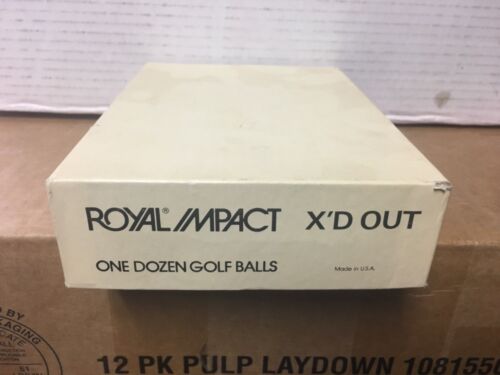 ROYAL® IMPACT X'D OUT
ONE DOZEN GOLF BALLS Made in U.S.A.
12 PK PULP LAYDOWN